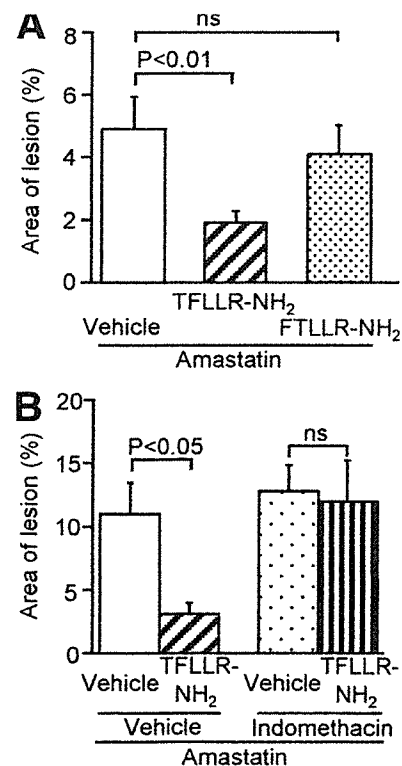 A
ns
P<0.01
Area of lesion (%)
8
6
4
2
0
TFLLR-NH2
Vehicle FTLLR-NH2
Amastatin
B
Area of lesion (%)
20
15
10
5
0
P<0.05
ns
Vehicle TFLLR-NH2 Vehicle TFLLR-NH2
Vehicle Indomethacin
Amastatin